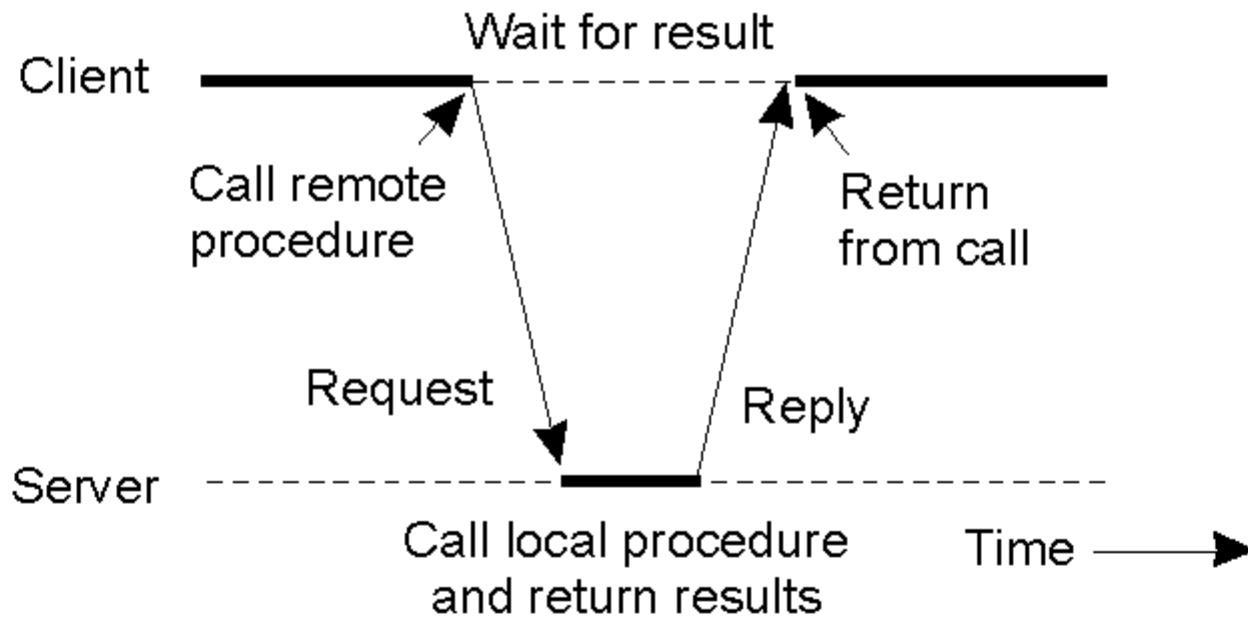 Wait for result
Client
Call remote
procedure
Return
from call
Request
Reply
Server
Call local procedure
and return results
Time